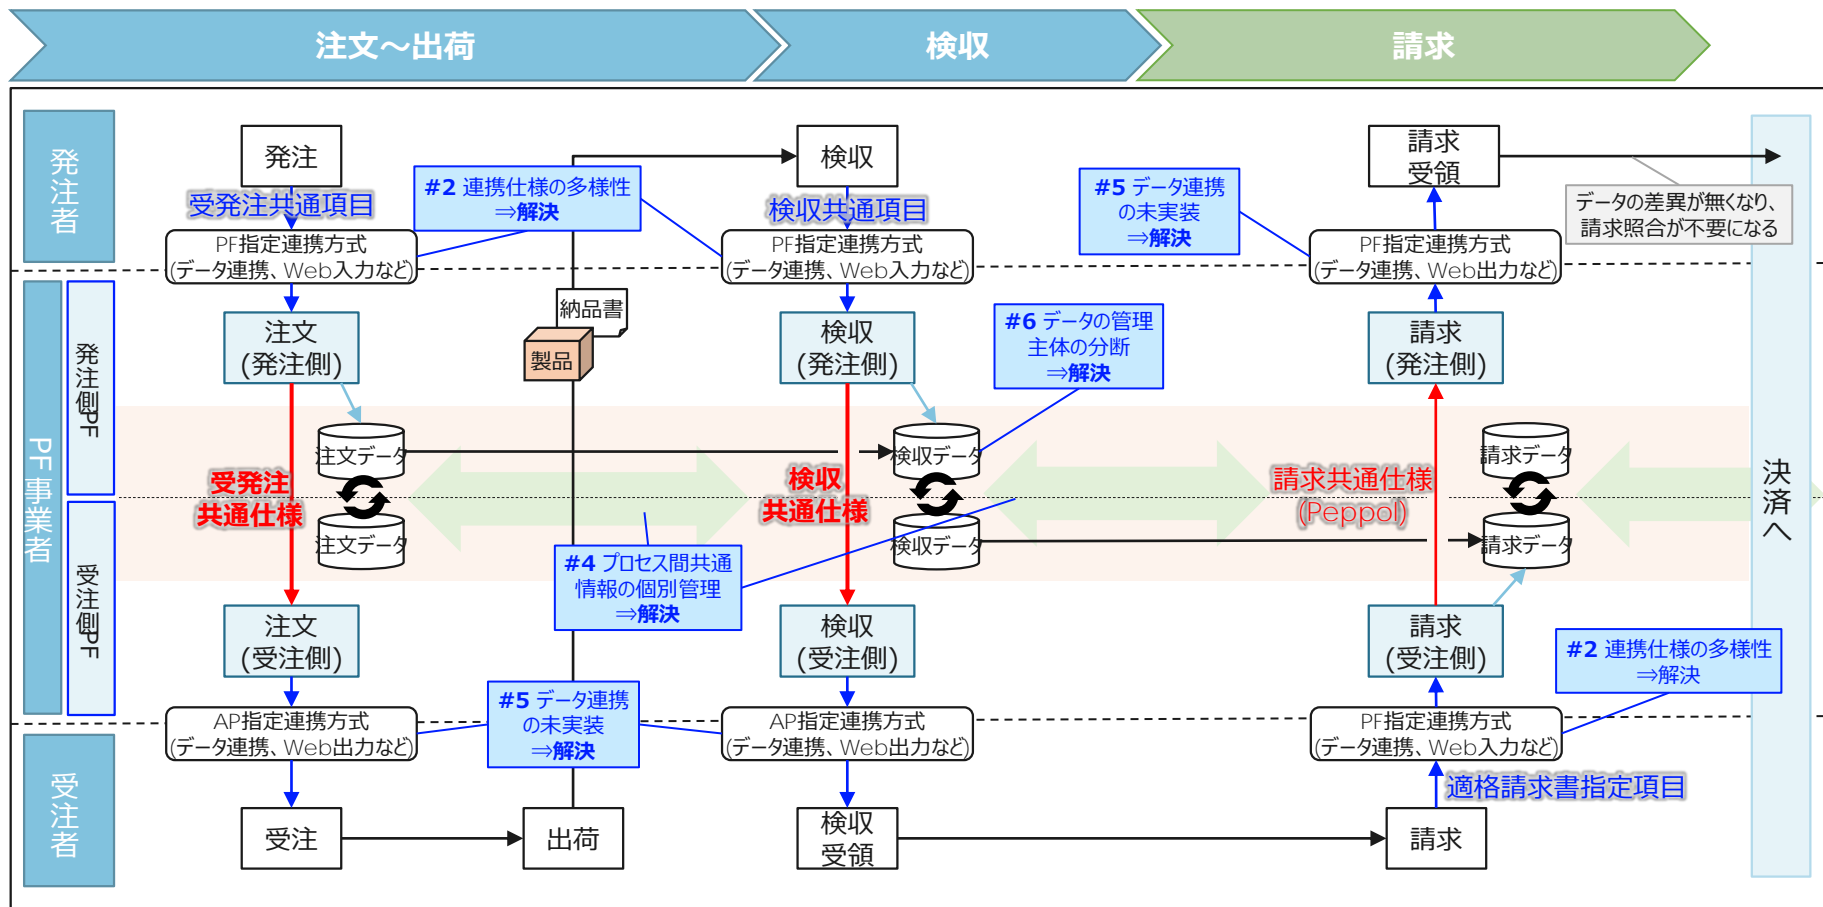 注文～出荷
検収
請求
発注者
発注
検収
請求
受領
受発注共通項目
#2 連携仕様の多様性
⇒解決
検収共通項目
#5 データ連携
の未実装
⇒解決
データの差異が無くなり、
請求照合が不要になる
PF指定連携方式
(データ連携、Web入力など)
PF指定連携方式
(データ連携、Web入力など)
PF指定連携方式
(データ連携、Web出力など)
PF事業者
発注側PF
注文
(発注側)
納品書
製品
検収
(発注側)
#6 データの管理
主体の分断
⇒解決
請求
(発注側)
注文データ
検収データ
請求データ
受発注
共通仕様
検収
共通仕様
請求共通仕様
(Peppol)
決済へ
注文データ
検収データ
請求データ
#4 プロセス間共通
情報の個別管理
⇒解決
受注側PF
注文
(受注側)
検収
(受注側)
請求
(受注側)
#2 連携仕様の多様性
⇒解決
#5 データ連携
の未実装
⇒解決
AP指定連携方式
(データ連携、Web出力など)
AP指定連携方式
(データ連携、Web出力など)
PF指定連携方式
(データ連携、Web入力など)
適格請求書指定項目
受注者
受注
出荷
検収
受領
請求